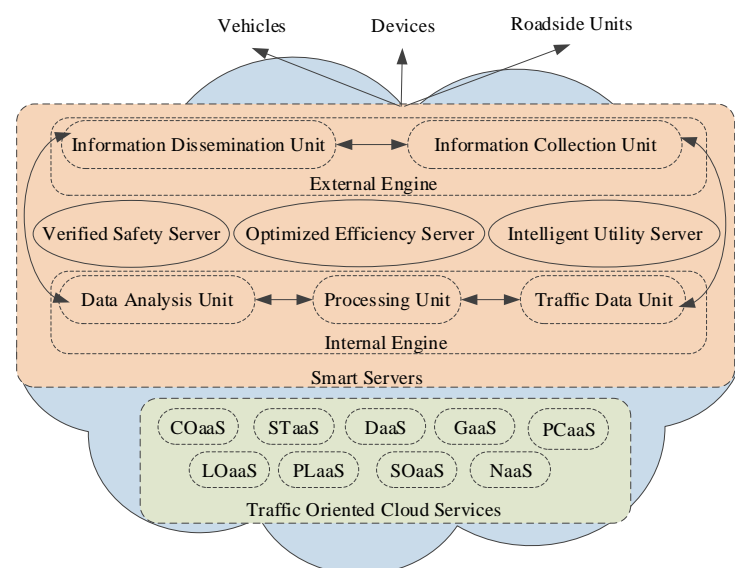 Vehicles
Devices
Roadside Units
Information Dissemination Unit
Information Collection Unit
External Engine
Verified Safety Server
Optimized Efficiency Server
Intelligent Utility Server
Data Analysis Unit
Processing Unit
Traffic Data Unit
Internal Engine
Smart Servers
COaaS
STaaS
DaaS
GaaS
PCaaS
LOaaS
PLaaS
SOaaS
NaaS
Traffic Oriented Cloud Services